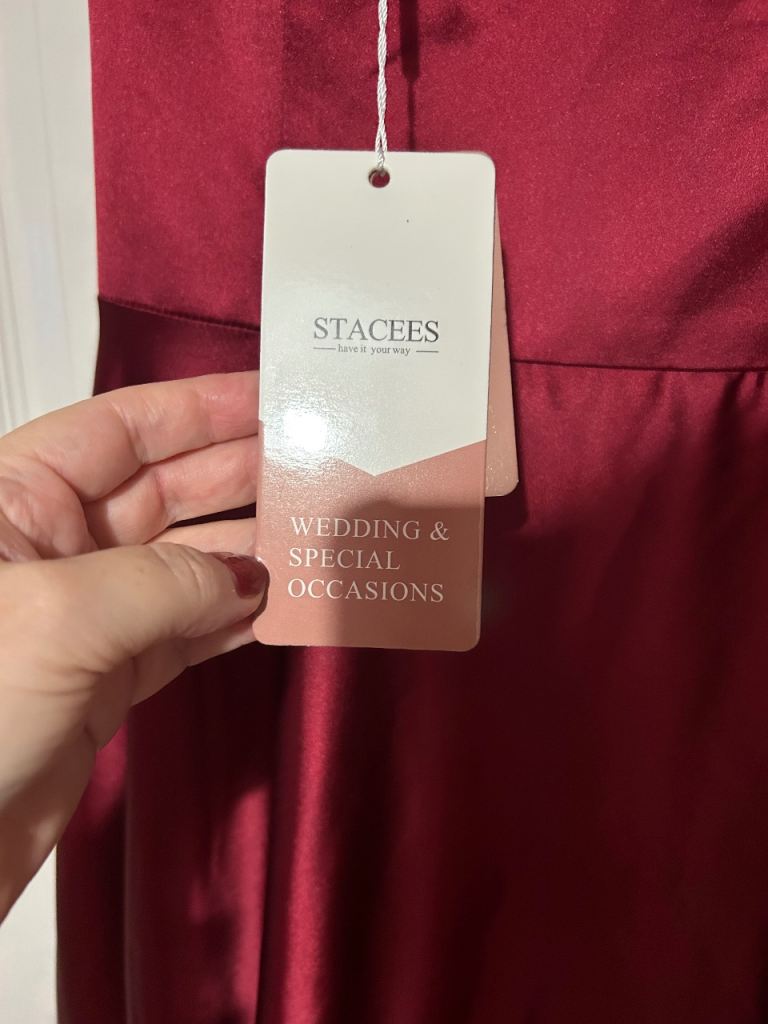 STACEES
have it your way
WEDDING &
SPECIAL
OCCASIONS